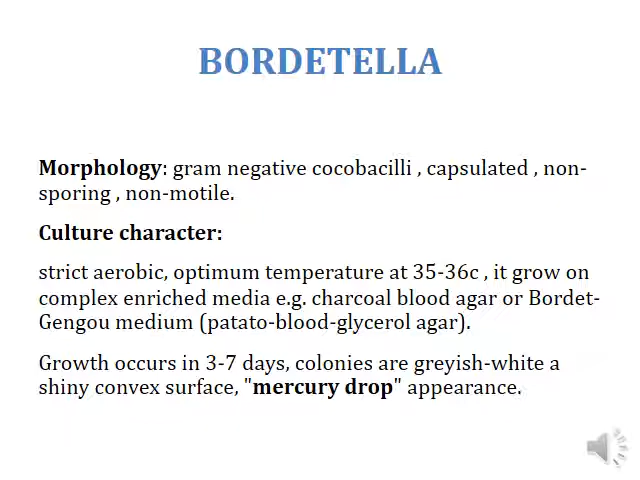 BORDETELLA
Morphology: gram negative cocobacilli , capsulated , non-
sporing , non-motile.
Culture character:
strict aerobic, optimum temperature at 35-36c , it grow on
complex enriched media e.g. charcoal blood agar or Bordet-
Gengou medium (patato-blood-glycerol agar).
Growth occurs in 3-7 days, colonies are greyish-white a
shiny convex surface, "mercury drop" appearance.